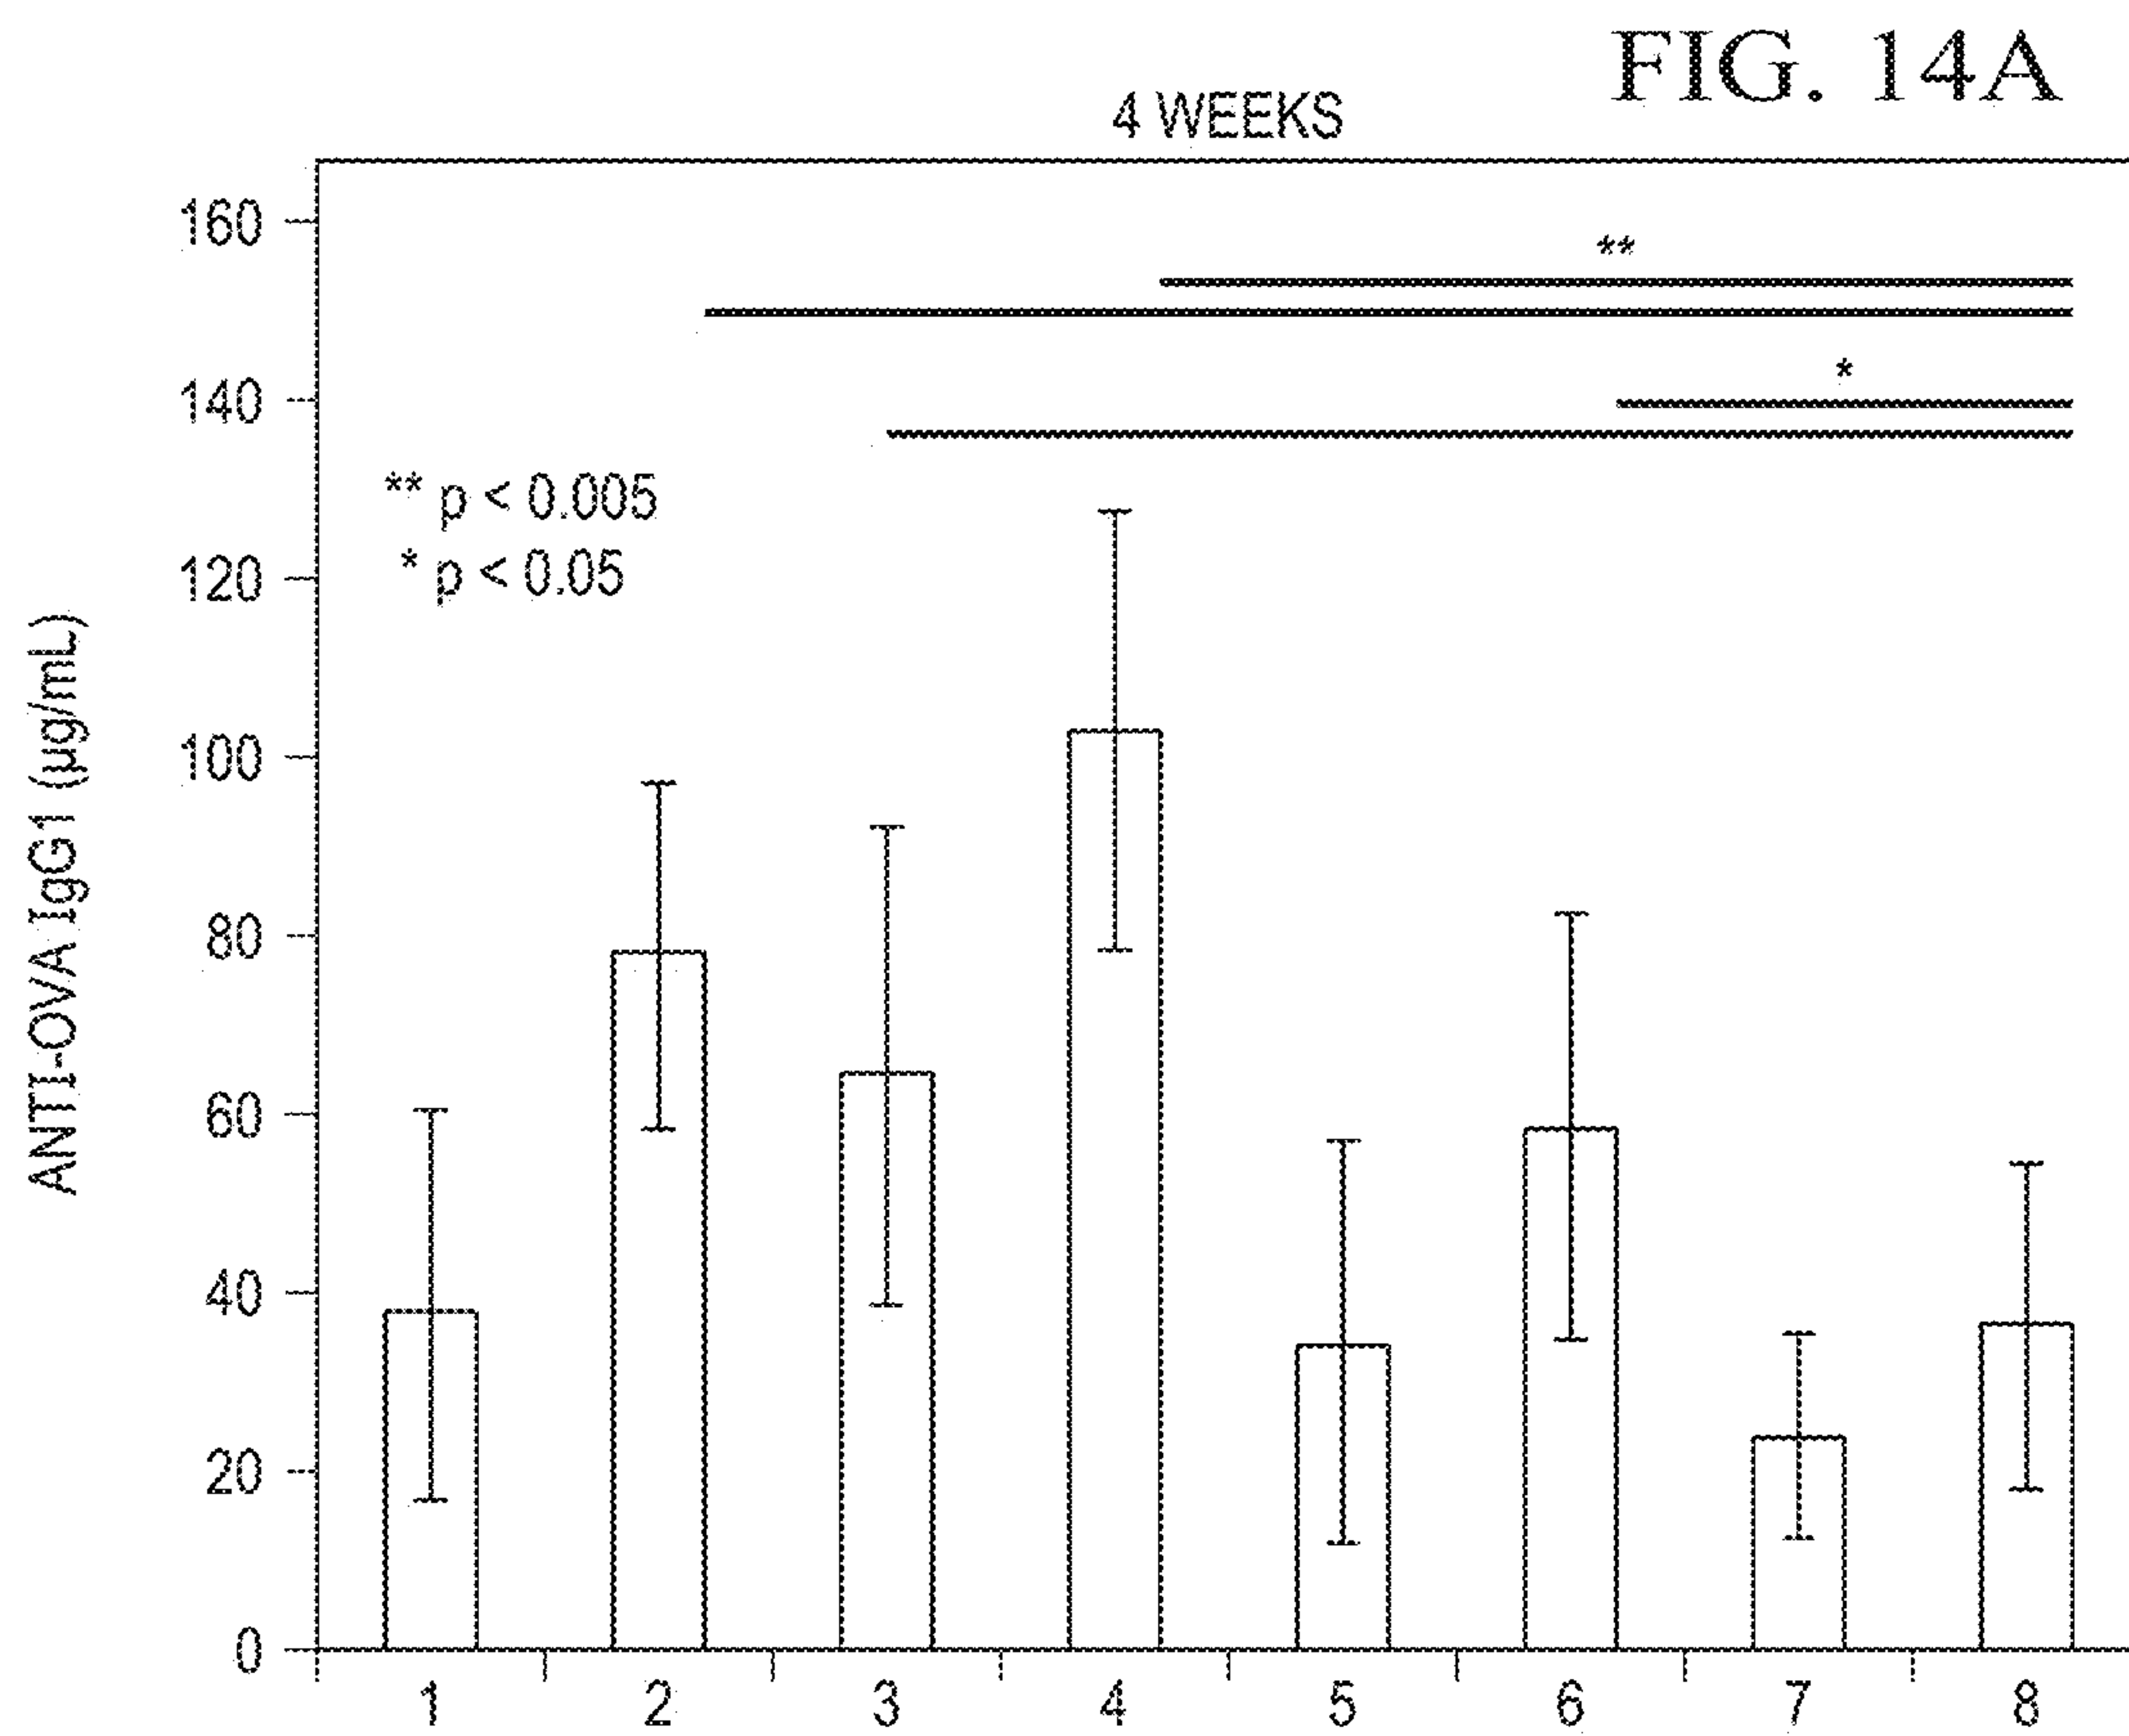 FIG. 14A
4 WEEKS
160
**
140
*
** p < 0.005
* p < 0.05
120
100
80
60
40
20
0
ANTI-OVA IgG1 (µg/mL)
1 2 3 4 5 6 7 8